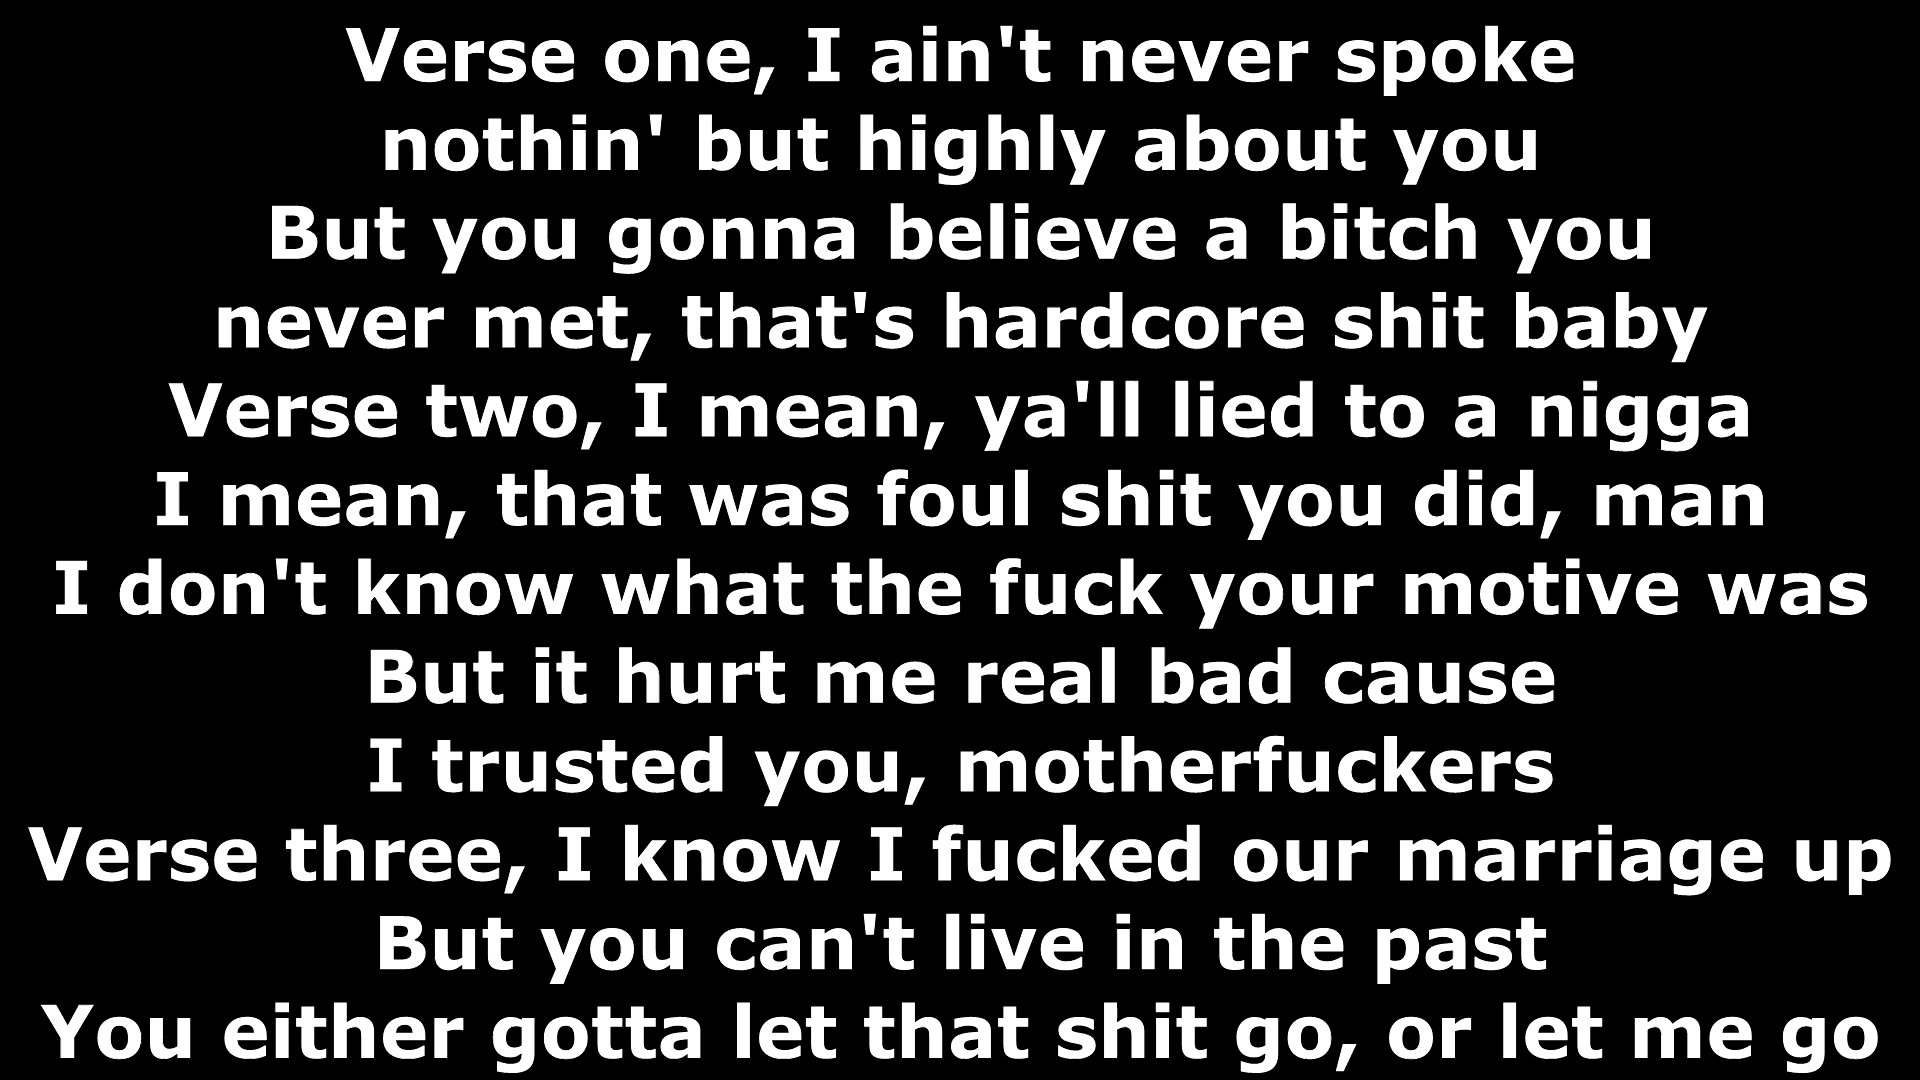 Verse one, I ain't never spoke
nothin' but highly about you
But you gonna believe a bitch you
never met, that's hardcore shit baby
Verse two, I mean, ya'll lied to a nigga
I mean, that was foul shit you did, man
I don't know what the fuck your motive was
But it hurt me real bad cause
I trusted you, motherfuckers
Verse three, I know I fucked our marriage up
But you can't live in the past
You either gotta let that shit go, or let me go